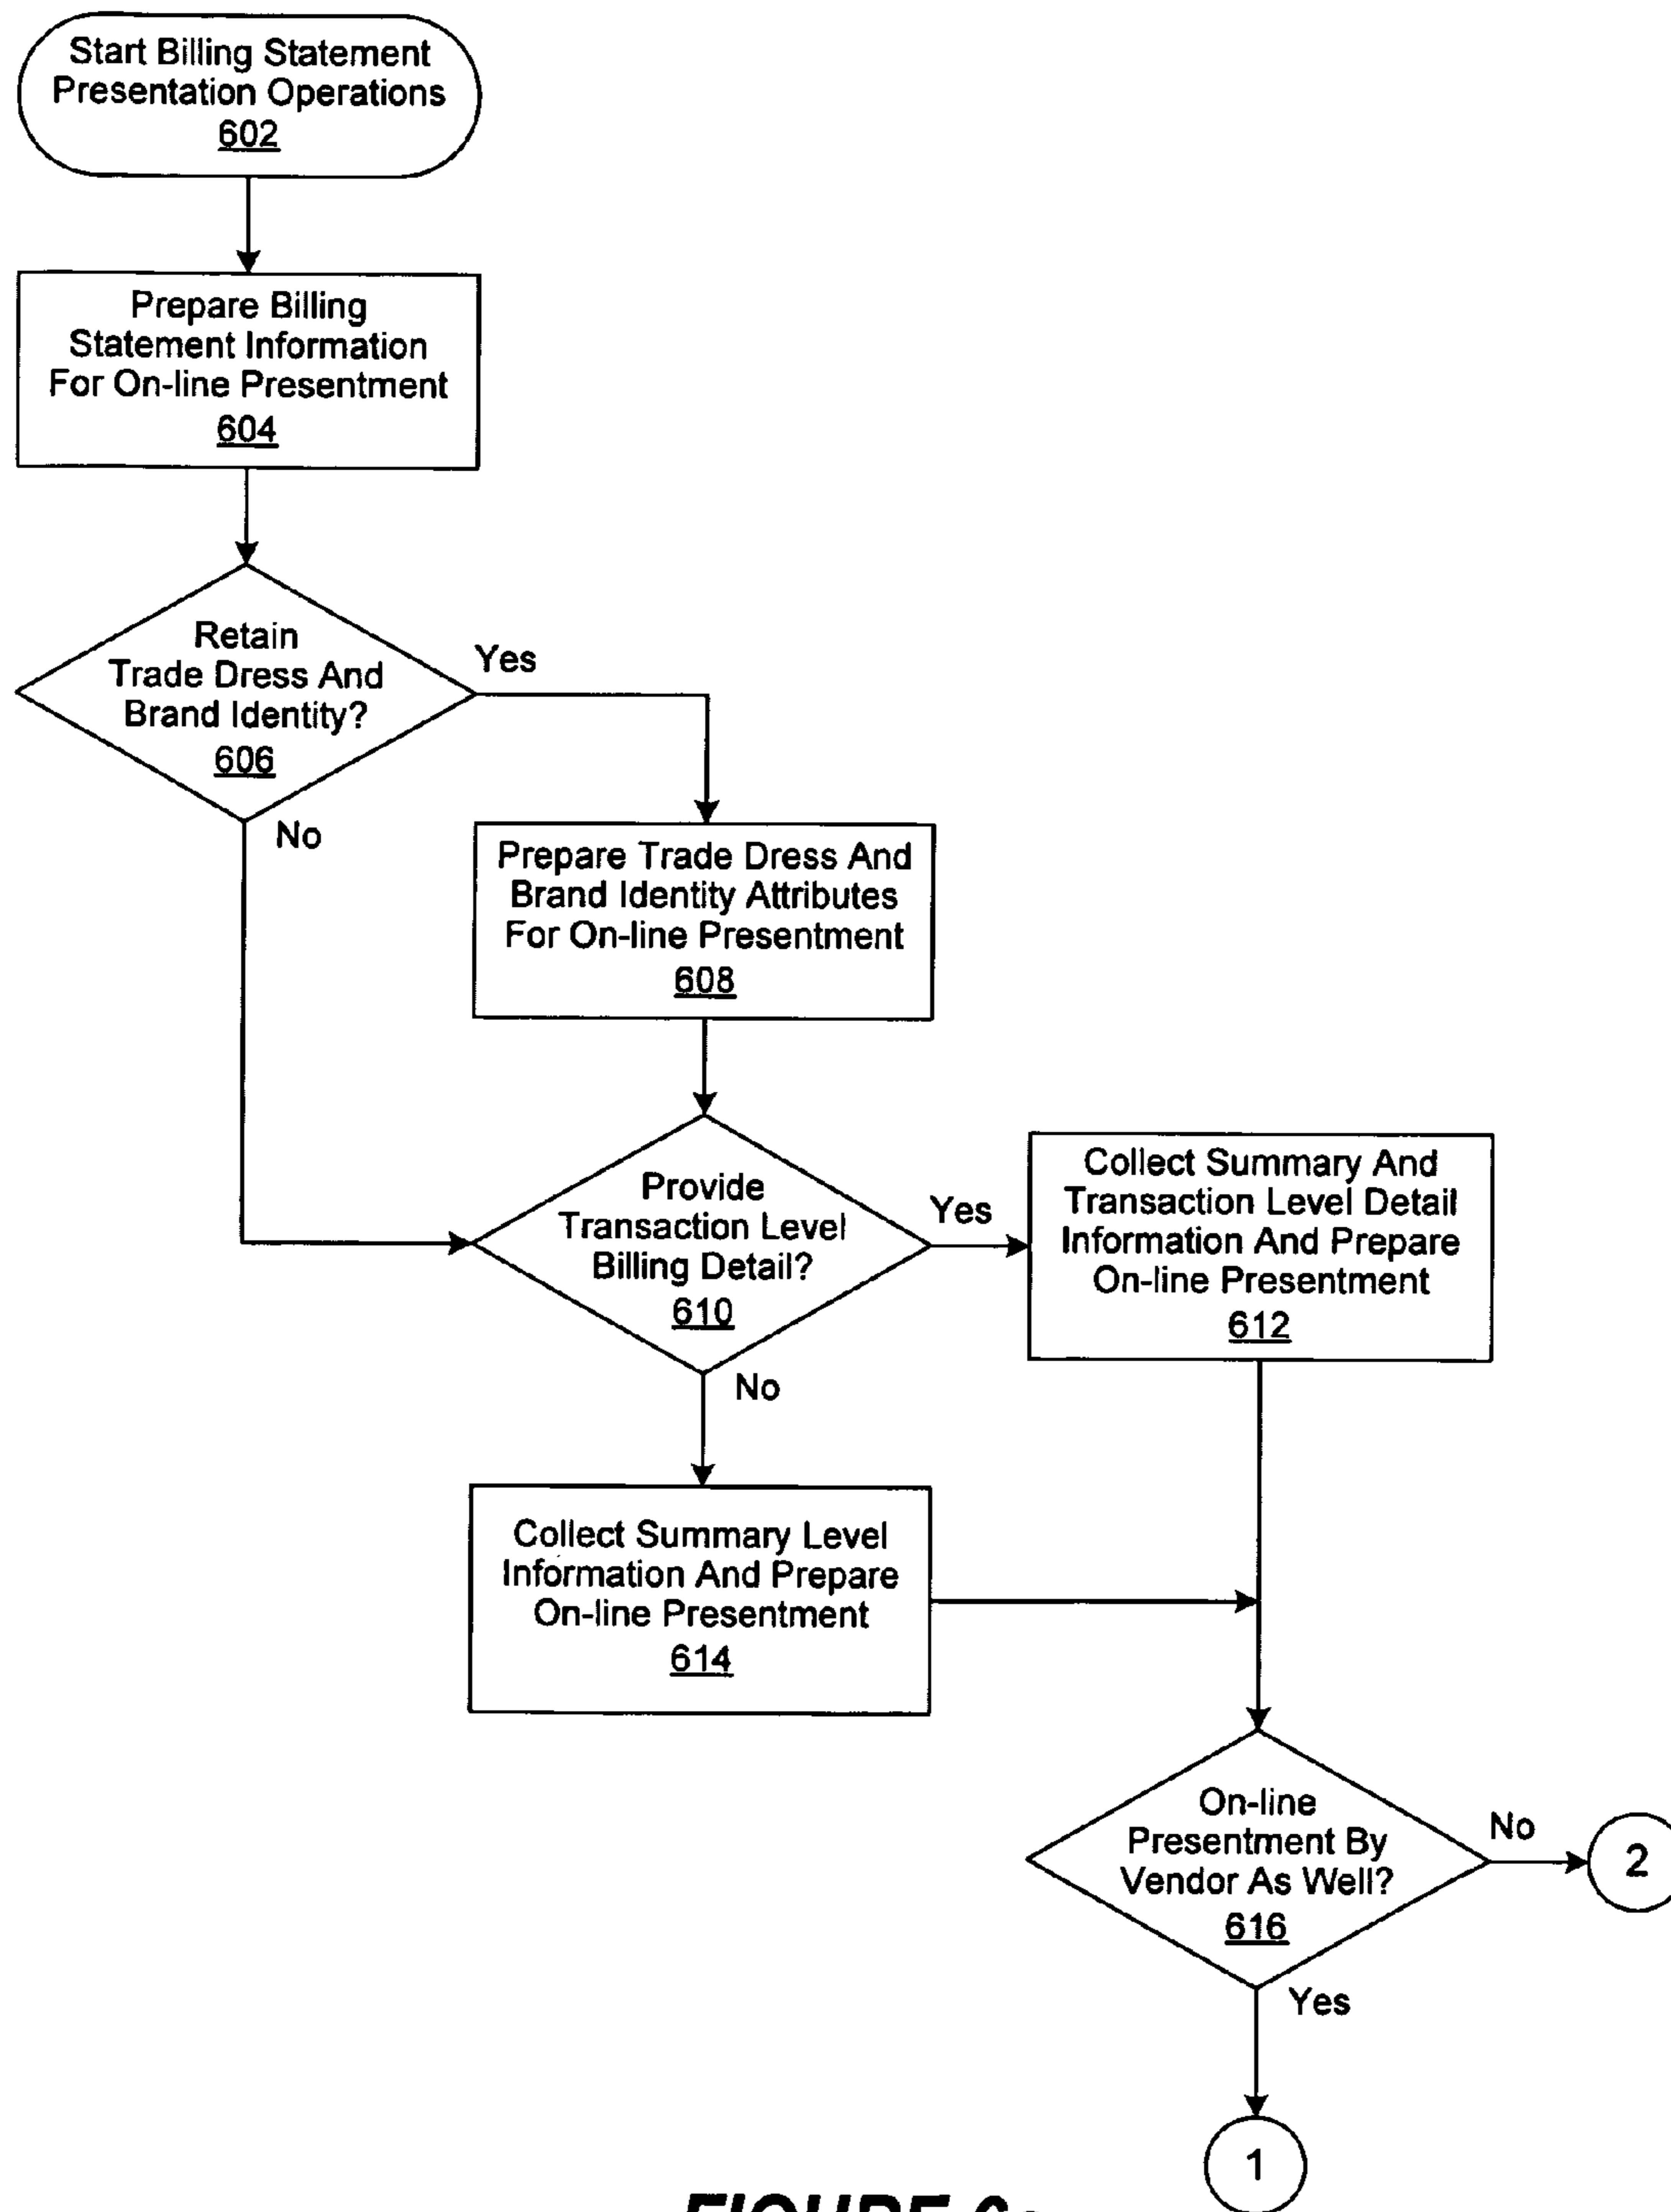 Start Billing Statement
Presentation Operations
602
Prepare Billing
Statement Information
For On-line Presentment
604
Retain
Trade Dress And
Brand Identity?
606
Yes
No
Prepare Trade Dress And
Brand Identity Attributes
For On-line Presentment
608
Provide
Transaction Level
Billing Detail?
610
Yes
No
Collect Summary And
Transaction Level Detail
Information And Prepare
On-line Presentment
612
Collect Summary Level
Information And Prepare
On-line Presentment
614
On-line
Presentment By
Vendor As Well?
616
No
2
Yes
1
FIGURE